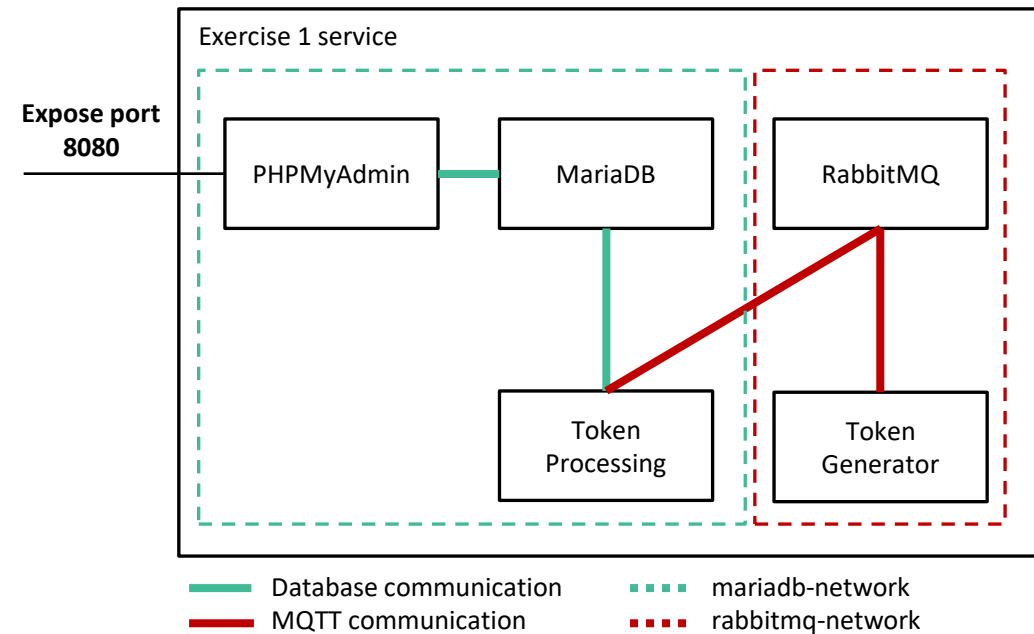 Exercise 1 service
Expose port
8080
PHPMyAdmin
MariaDB
RabbitMQ
Token
Processing
Token
Generator
Database communication
mariadb-network
MQTT communication
rabbitmq-network